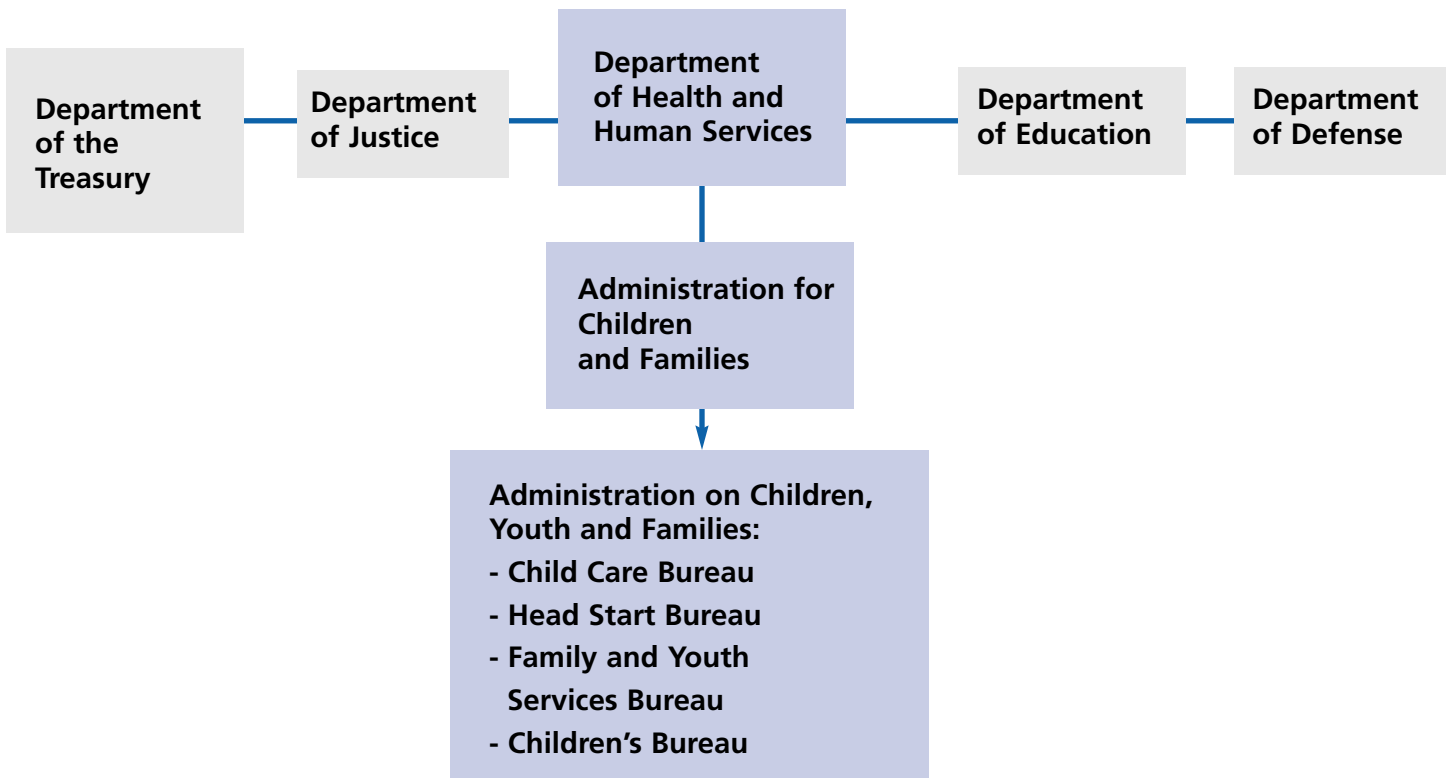 Department
of the
Treasury
Department
of Justice
Department
of Health and
Human Services
Department
of Education
Department
of Defense
Administration for
Children
and Families
Administration on Children,
Youth and Families:
- Child Care Bureau
- Head Start Bureau
- Family and Youth
Services Bureau
- Children’s Bureau